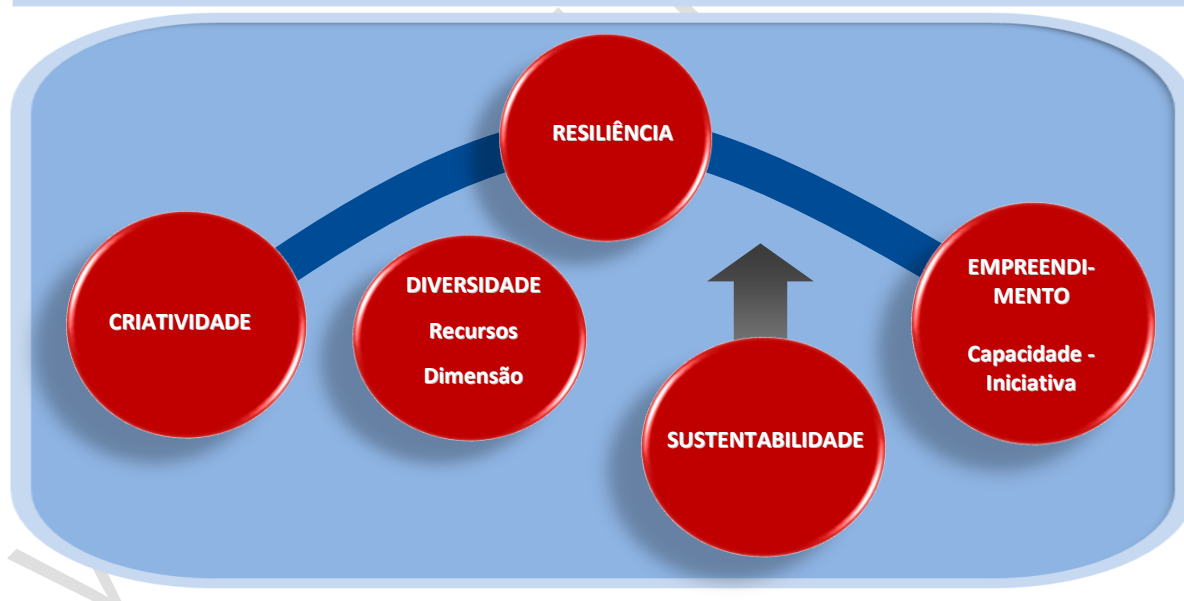 RESILIÊNCIA
CRIATIVIDADE
DIVERSIDADE
Recursos
Dimensão
SUSTENTABILIDADE
EMPREENDI-
MENTO
Capacidade -
Iniciativa